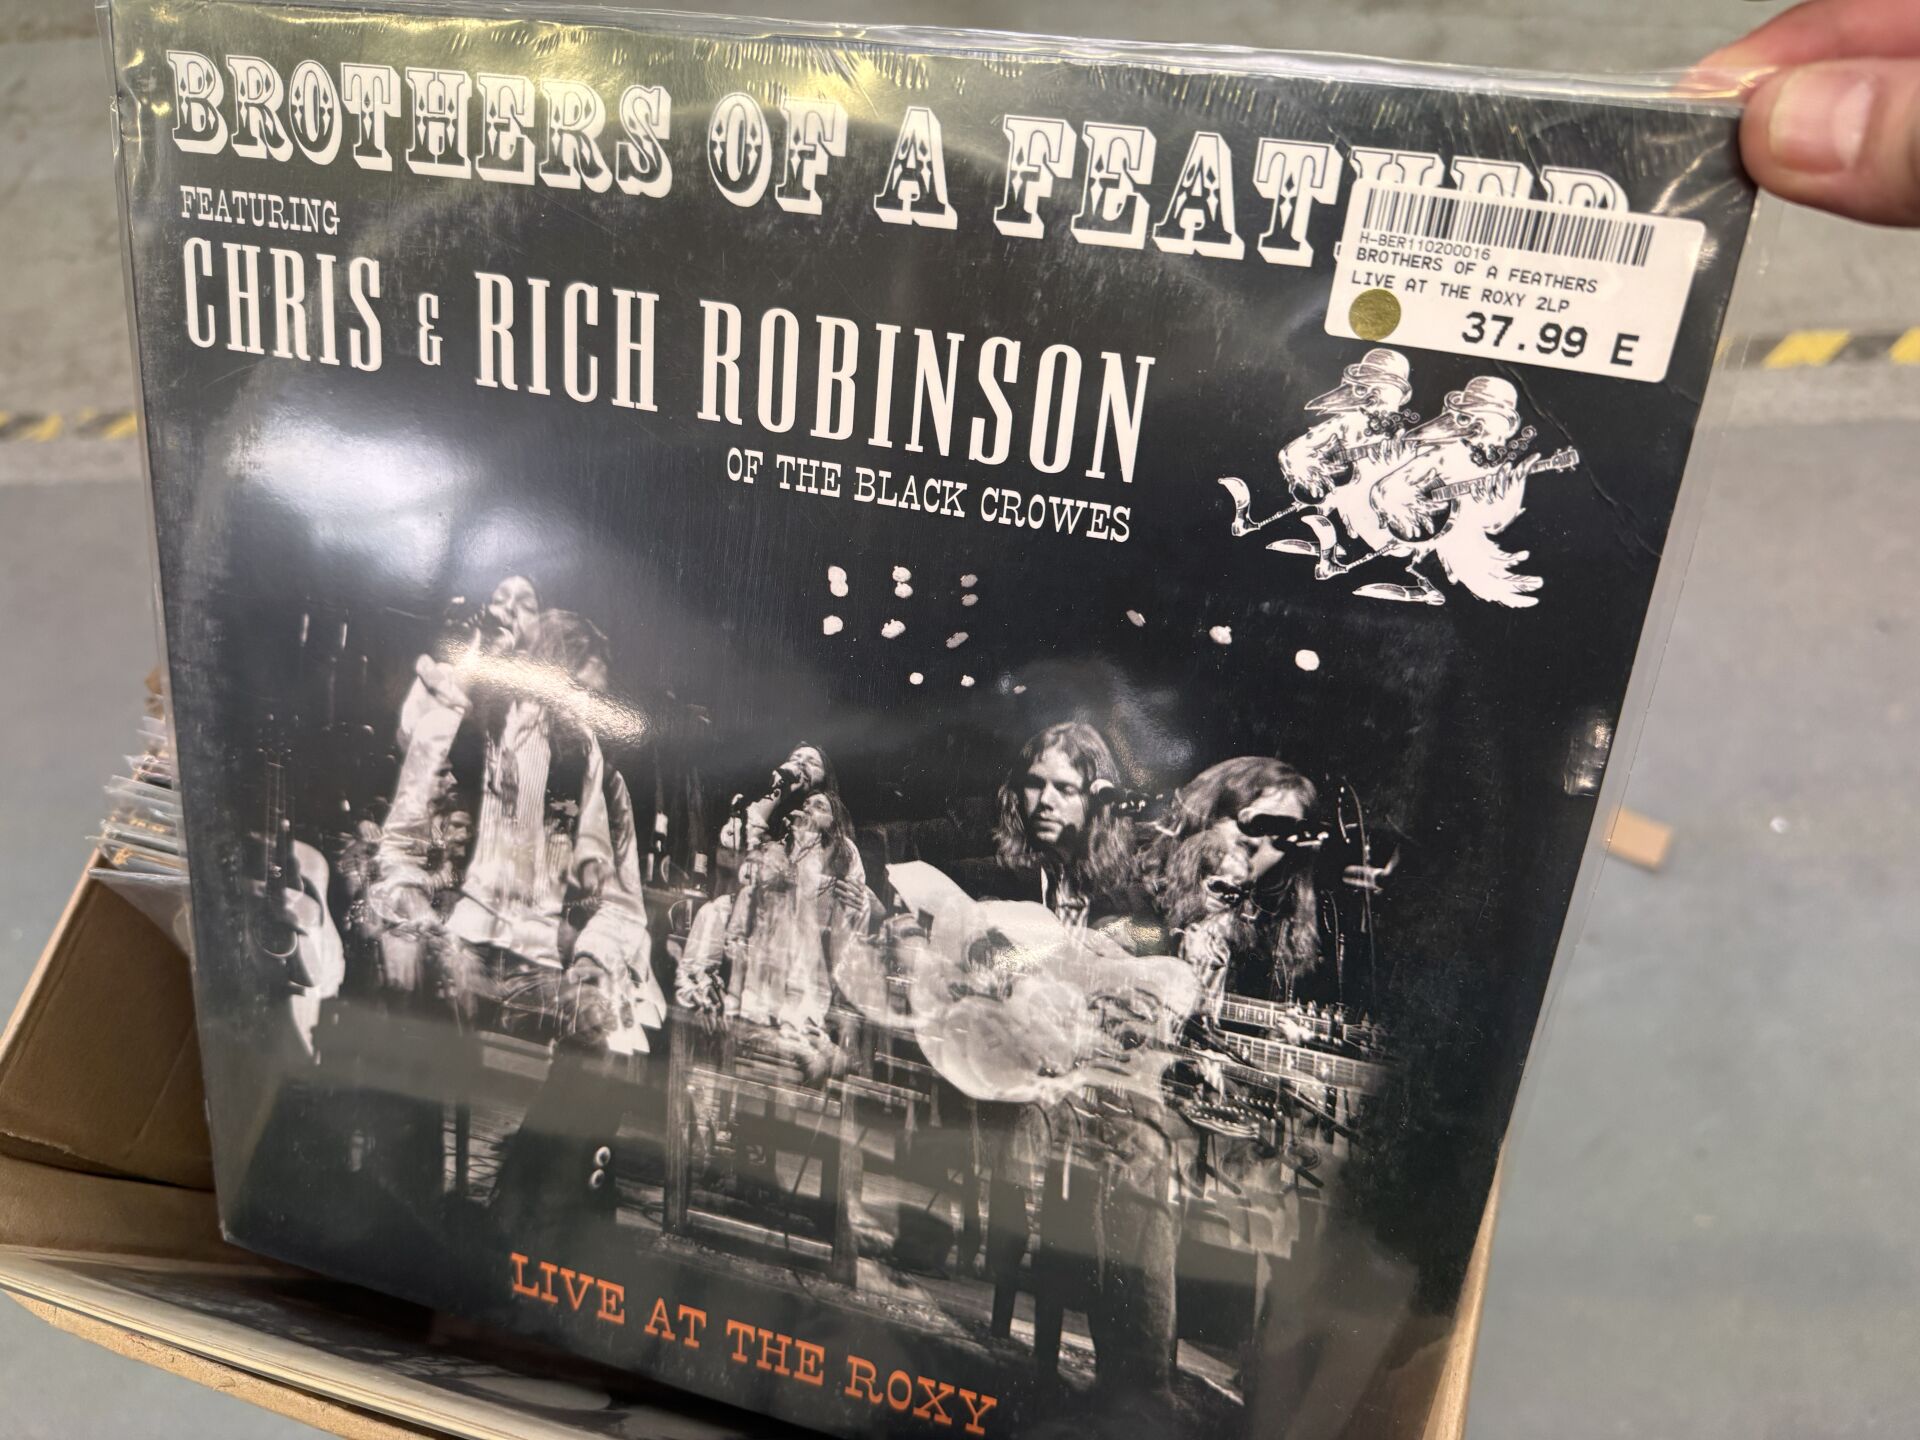 BROTHERS OF A FEATHER
FEATURING
CHRIS & RICH ROBINSON
OF THE BLACK CROWES
H-BER110200016
BROTHERS OF A FEATHERS
LIVE AT THE ROXY 2LP
37.99 E
LIVE AT THE ROXY